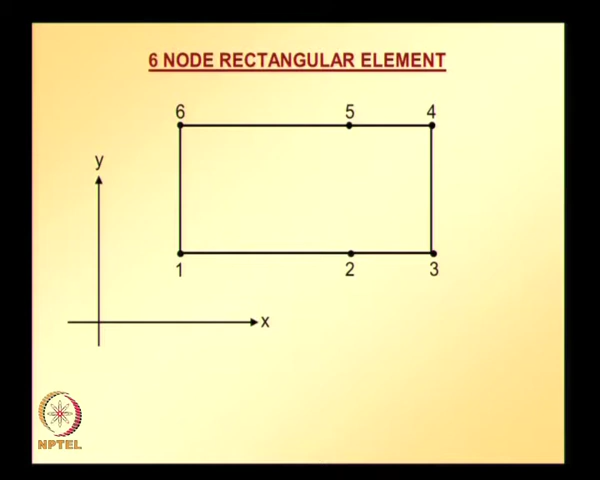 6 NODE RECTANGULAR ELEMENT
6 5 4
y
1 2 3
x
NPTEL